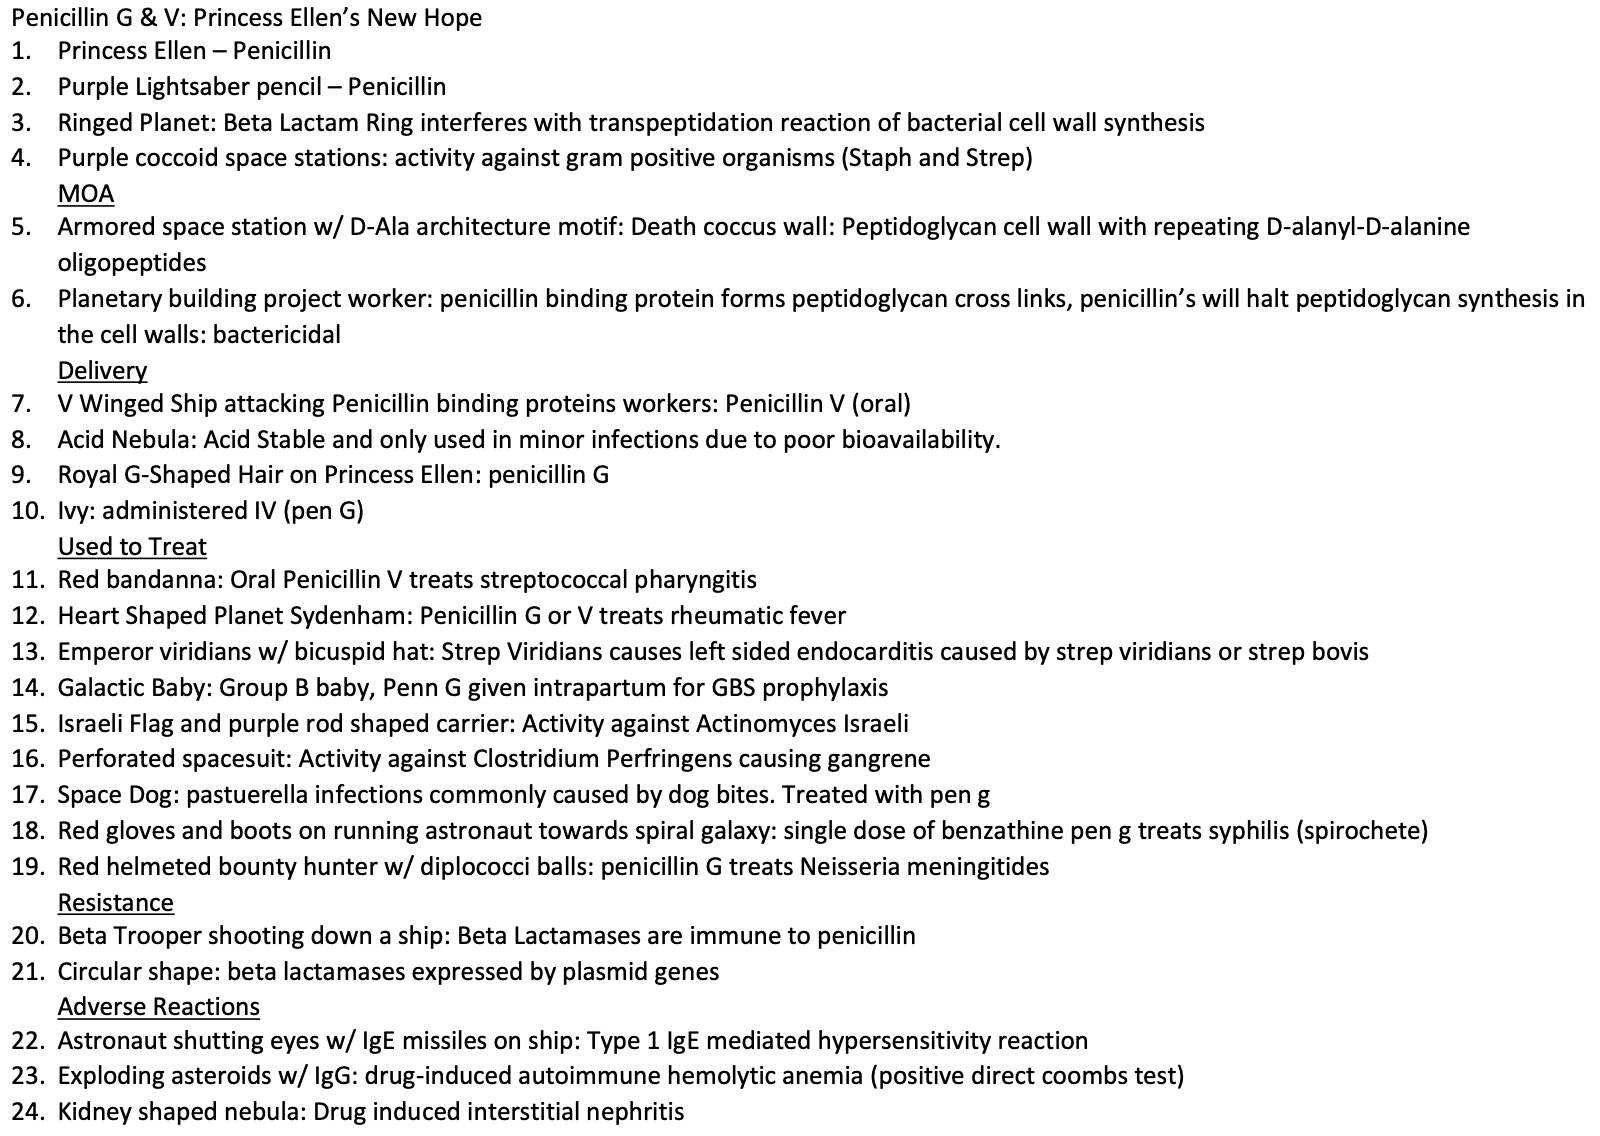 Penicillin G & V: Princess Ellen’s New Hope
1. Princess Ellen – Penicillin
2. Purple Lightsaber pencil – Penicillin
3. Ringed Planet: Beta Lactam Ring interferes with transpeptidation reaction of bacterial cell wall synthesis
4. Purple coccoid space stations: activity against gram positive organisms (Staph and Strep)
MOA
5. Armored space station w/ D-Ala architecture motif: Death coccus wall: Peptidoglycan cell wall with repeating D-alanyl-D-alanine
oligopeptides
6. Planetary building project worker: penicillin binding protein forms peptidoglycan cross links, penicillin’s will halt peptidoglycan synthesis in
the cell walls: bactericidal
Delivery
7. V Winged Ship attacking Penicillin binding proteins workers: Penicillin V (oral)
8. Acid Nebula: Acid Stable and only used in minor infections due to poor bioavailability.
9. Royal G-Shaped Hair on Princess Ellen: penicillin G
10. Ivy: administered IV (pen G)
Used to Treat
11. Red bandanna: Oral Penicillin V treats streptococcal pharyngitis
12. Heart Shaped Planet Sydenham: Penicillin G or V treats rheumatic fever
13. Emperor viridians w/ bicuspid hat: Strep Viridians causes left sided endocarditis caused by strep viridians or strep bovis
14. Galactic Baby: Group B baby, Penn G given intrapartum for GBS prophylaxis
15. Israeli Flag and purple rod shaped carrier: Activity against Actinomyces Israeli
16. Perforated spacesuit: Activity against Clostridium Perfringens causing gangrene
17. Space Dog: pastuerella infections commonly caused by dog bites. Treated with pen g
18. Red gloves and boots on running astronaut towards spiral galaxy: single dose of benzathine pen g treats syphilis (spirochete)
19. Red helmeted bounty hunter w/ diplococci balls: penicillin G treats Neisseria meningitides
Resistance
20. Beta Trooper shooting down a ship: Beta Lactamases are immune to penicillin
21. Circular shape: beta lactamases expressed by plasmid genes
Adverse Reactions
22. Astronaut shutting eyes w/ IgE missiles on ship: Type 1 IgE mediated hypersensitivity reaction
23. Exploding asteroids w/ IgG: drug-induced autoimmune hemolytic anemia (positive direct coombs test)
24. Kidney shaped nebula: Drug induced interstitial nephritis